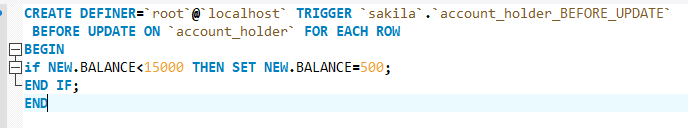 CREATE DEFINER=`root`@`localhost` TRIGGER `sakila`.`account_holder_BEFORE_UPDATE`
BEFORE UPDATE ON `account_holder` FOR EACH ROW
BEGIN
if NEW.BALANCE<15000 THEN SET NEW.BALANCE=500;
END IF;
END